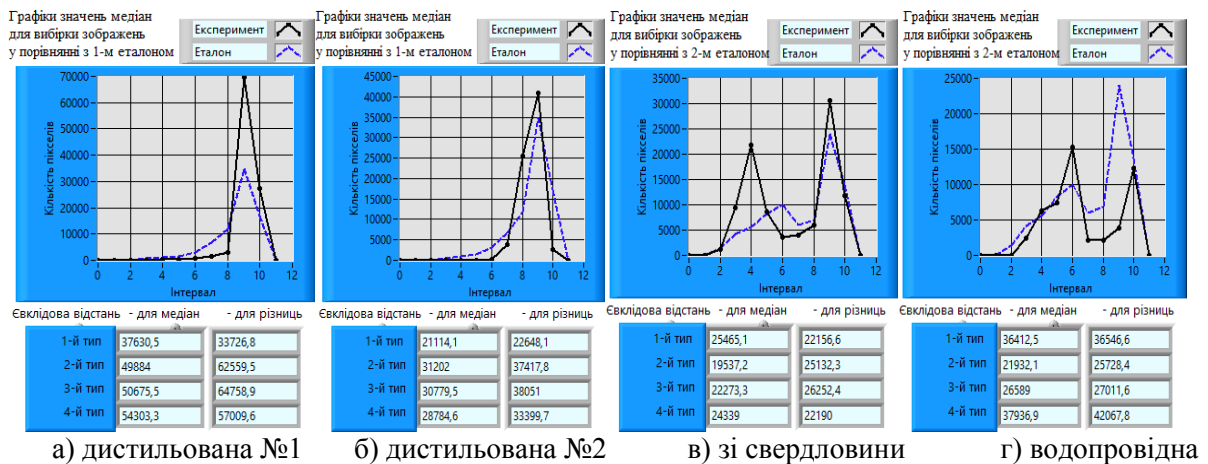 Графіки значень медіан
для вибірки зображень
у порівнянні з 1-м еталоном
Експеримент
Еталон
70000
60000
50000
40000
30000
20000
10000
0
Кількість пікселів
0 2 4 6 8 10 12
Інтервал
Євклідова відстань - для медіан - для різниць
1-й тип 37630,5 33726,8
2-й тип 49884 62559,5
3-й тип 50675,5 64758,9
4-й тип 54303,3 57009,6
а) дистильована №1
Графіки значень медіан
для вибірки зображень
у порівнянні з 1-м еталоном
Експеримент
Еталон
45000
40000
35000
30000
25000
20000
15000
10000
5000
0
Кількість пікселів
0 2 4 6 8 10 12
Інтервал
Євклідова відстань - для медіан - для різниць
1-й тип 21114,1 22648,1
2-й тип 31202 37417,8
3-й тип 30779,5 38051
4-й тип 28784,6 33399,7
б) дистильована №2
Графіки значень медіан
для вибірки зображень
у порівнянні з 2-м еталоном
Експеримент
Еталон
35000
30000
25000
20000
15000
10000
5000
0
Кількість пікселів
0 2 4 6 8 10 12
Інтервал
Євклідова відстань - для медіан - для різниць
1-й тип 25465,1 22156,6
2-й тип 19537,2 25132,3
3-й тип 22273,3 26252,4
4-й тип 24339 22190
в) зі свердловини
Графіки значень медіан
для вибірки зображень
у порівнянні з 2-м еталоном
Експеримент
Еталон
25000
20000
15000
10000
5000
0
Кількість пікселів
0 2 4 6 8 10 12
Інтервал
Євклідова відстань - для медіан - для різниць
1-й тип 36412,5 36546,6
2-й тип 21932,1 25728,4
3-й тип 26589 27011,6
4-й тип 37936,9 42067,8
г) водопровідна